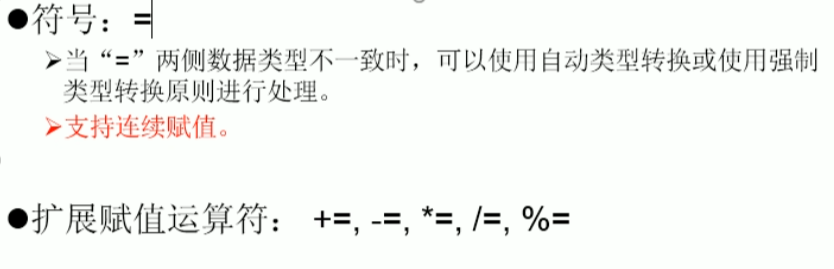 ●符号：=
➢当“=”两侧数据类型不一致时，可以使用自动类型转换或使用强制
类型转换原则进行处理。
➢支持连续赋值。
●扩展赋值运算符： +=, -=, *=, /=, %=